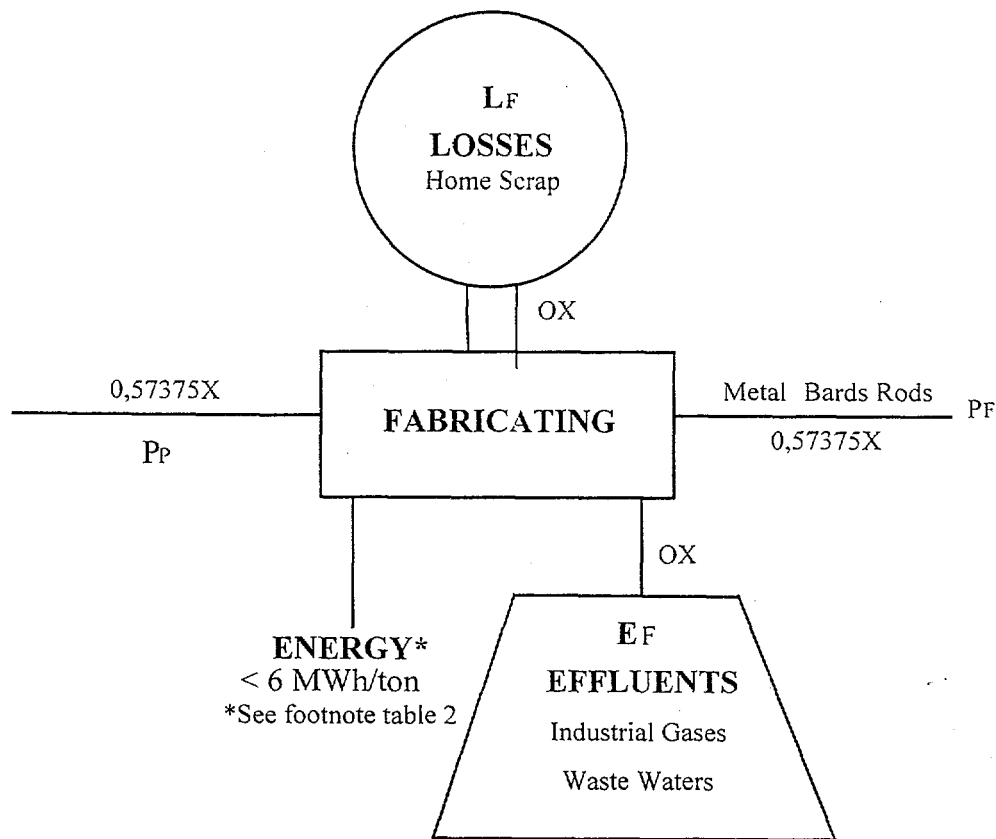 LF
LOSSES
Home Scrap
OX
0,57375X
PP
FABRICATING
Metal Bards Rods
0,57375X
PF
OX
ENERGY*
< 6 MWh/ton
*See footnote table 2
EF
EFFLUENTS
Industrial Gases
Waste Waters